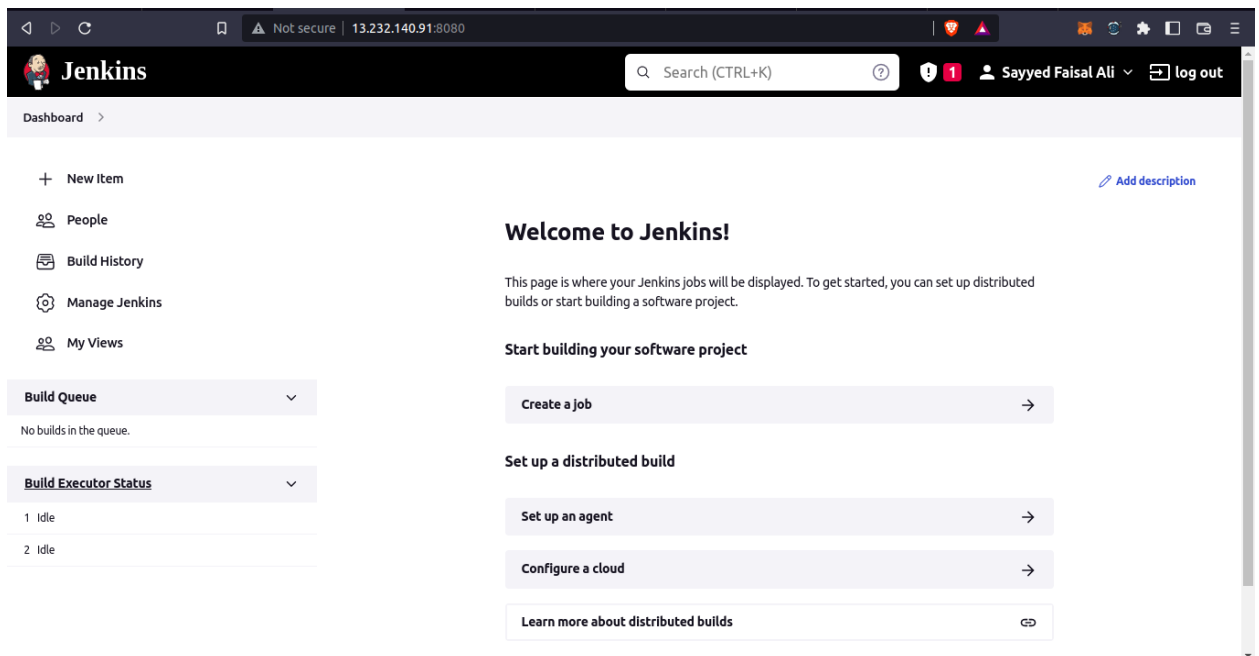 Not secure | 13.232.140.91:8080
Jenkins
Search (CTRL+K)
1
Sayyed Faisal Ali
log out
Dashboard
New Item
People
Build History
Manage Jenkins
My Views
Build Queue
No builds in the queue.
Build Executor Status
1 Idle
2 Idle
Add description
Welcome to Jenkins!
This page is where your Jenkins jobs will be displayed. To get started, you can set up distributed
builds or start building a software project.
Start building your software project
Create a job
Set up a distributed build
Set up an agent
Configure a cloud
Learn more about distributed builds